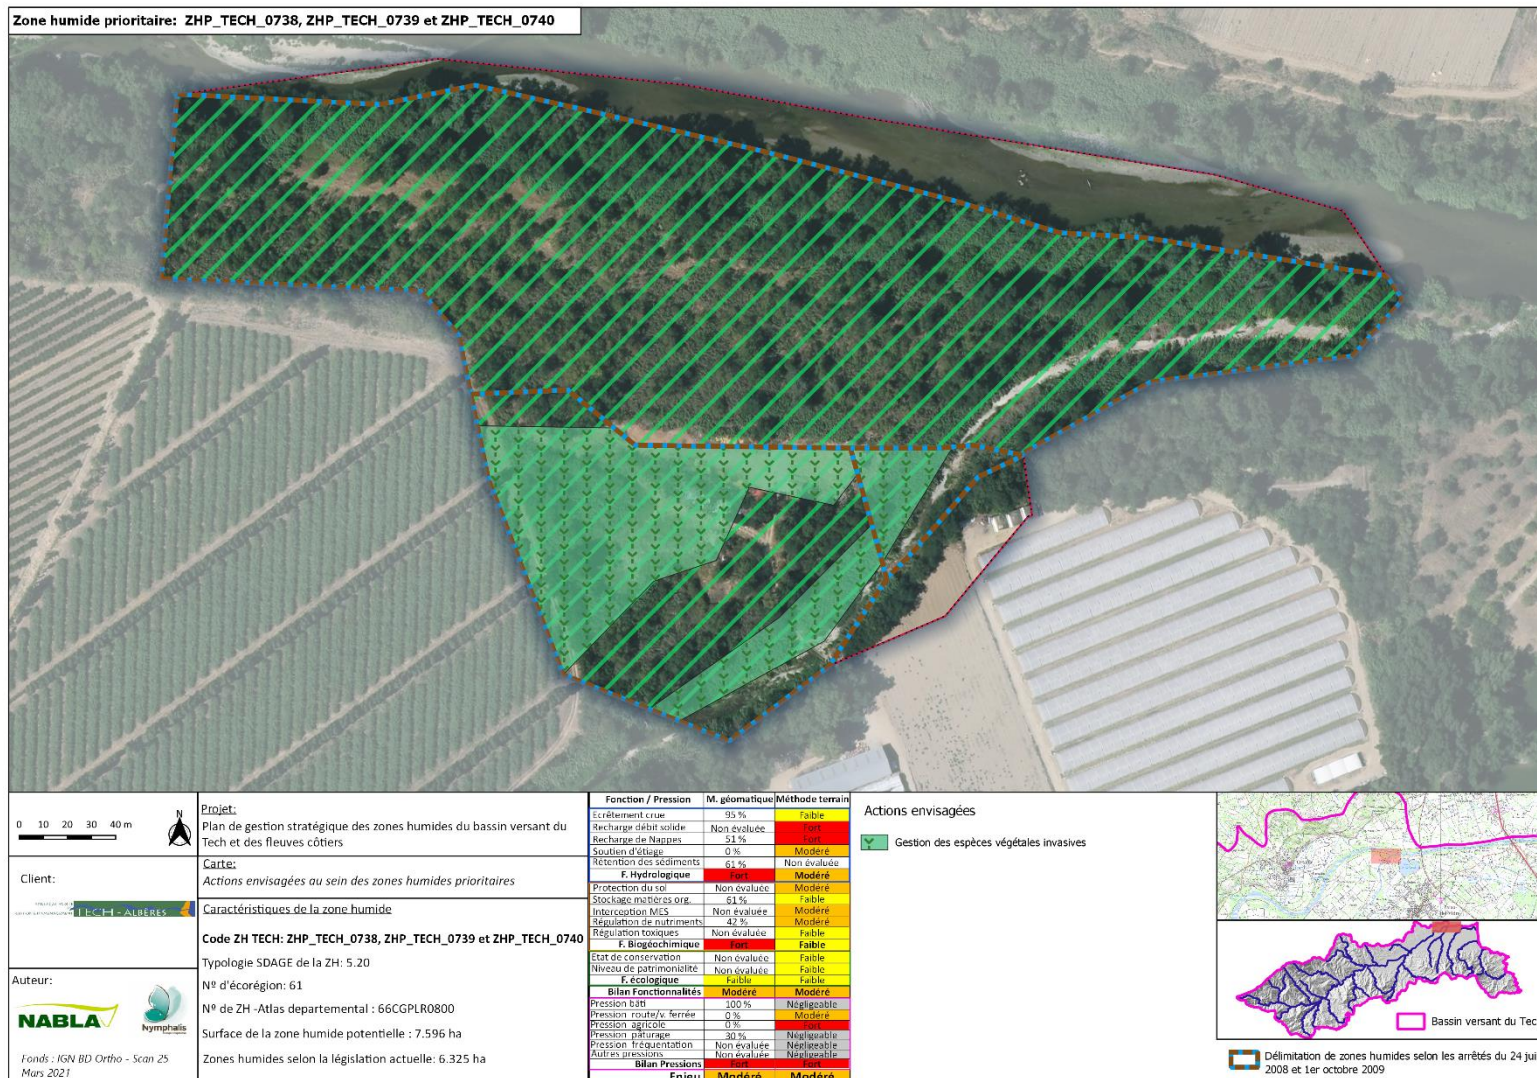 Zone humide prioritaire: ZHP_TECH_0738, ZHP_TECH_0739 et ZHP_TECH_0740
0 10 20 30 40 m
N
Client:
TECH - ALBÈRES
Auteur:
NABLA
Nymphalis
Fonds : IGN BD Ortho - Scan 25
Mars 2021
Projet:
Plan de gestion stratégique des zones humides du bassin versant du
Tech et des fleuves côtiers
Carte:
Actions envisagées au sein des zones humides prioritaires
Caractéristiques de la zone humide
Code ZH TECH: ZHP_TECH_0738, ZHP_TECH_0739 et ZHP_TECH_0740
Typologie SDAGE de la ZH: 5.20
Nº d'écorégion: 61
Nº de ZH -Atlas departemental : 66CGPLR0800
Surface de la zone humide potentielle : 7.596 ha
Zones humides selon la législation actuelle: 6.325 ha
Fonction / Pression M. géomatique Méthode terrain
Ecrêtement crue 95 % Faible
Recharge débit solide Non évaluée Fort
Recharge de Nappes 51 % Fort
Soutien d'étiage 0 % Modéré
Rétention des sédiments 61 % Non évaluée
F. Hydrologique Fort Modéré
Protection du sol Non évaluée Modéré
Stockage matières org. 61 % Faible
Interception MES Non évaluée Modéré
Régulation de nutriments 42 % Modéré
Régulation toxiques Non évaluée Faible
F. Biogéochimique Fort Faible
Etat de conservation Non évaluée Faible
Niveau de patrimonialité Non évaluée Faible
F. écologique Faible Faible
Bilan Fonctionnalités Modéré Modéré
Pression bâti 100 % Négligeable
Pression route/v. ferrée 0 % Modéré
Pression agricole 0 % Fort
Pression pâturage 30 % Négligeable
Pression fréquentation Non évaluée Négligeable
Autres pressions Non évaluée Négligeable
Bilan Pressions Fort Fort
Enjeu Modéré Modéré
Actions envisagées
Gestion des espèces végétales invasives
Bassin versant du Tec
Délimitation de zones humides selon les arrêtés du 24 jui
2008 et 1er octobre 2009